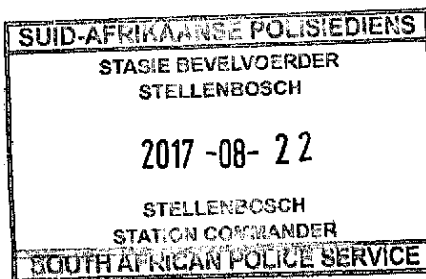 SUID-AFRIKAANSE POLISIEDIENS
STASIE BEVELVOERDER
STELLENBOSCH
2017 -08- 22
STELLENBOSCH
STATION COMMANDER
SOUTH AFRICAN POLICE SERVICE